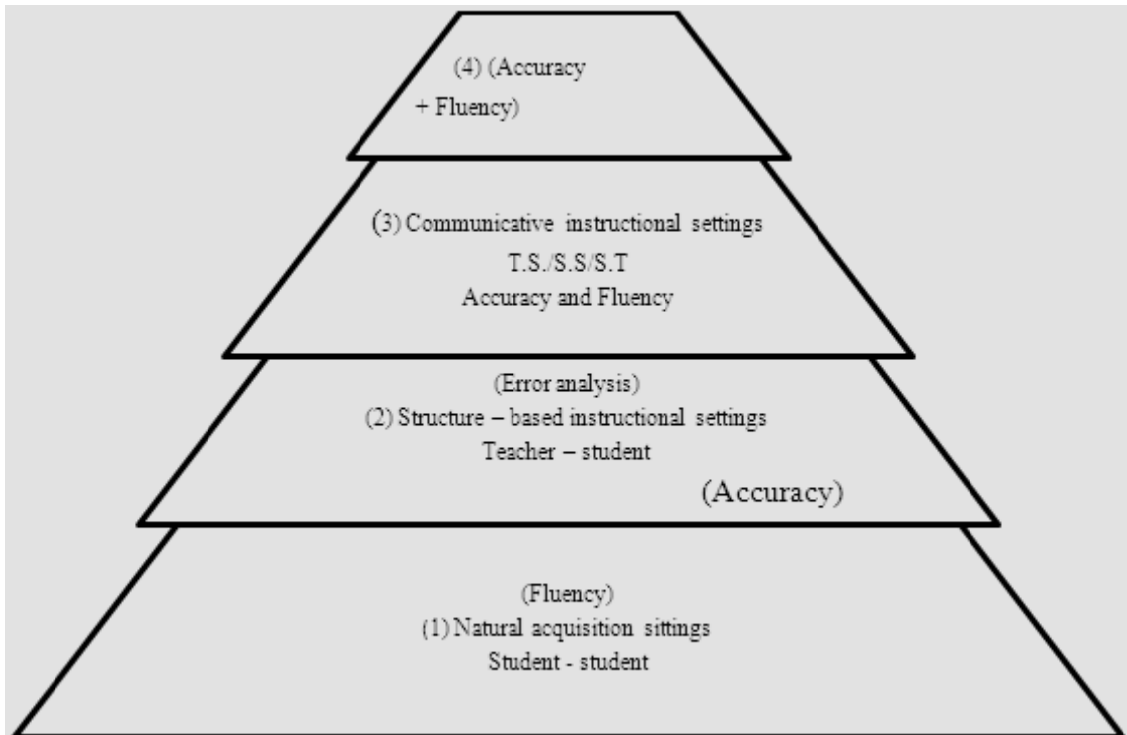 (4) (Accuracy
+ Fluency)
(3) Communicative instructional settings
T.S./S.S/S.T
Accuracy and Fluency
(Error analysis)
(2) Structure – based instructional settings
Teacher – student
(Accuracy)
(Fluency)
(1) Natural acquisition sittings
Student - student